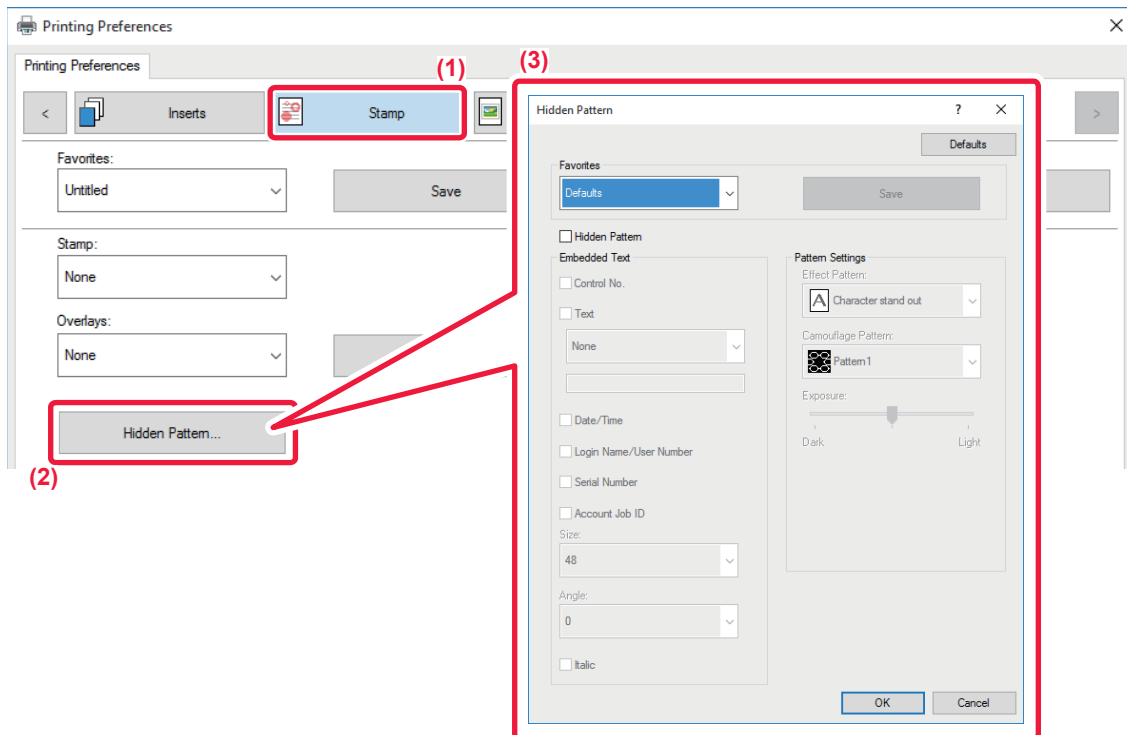 Printing Preferences
Printing Preferences
(1)
(3)
< Inserts Stamp >
Favorites:
Untitled Save
Stamp:
None
Overlays:
None
Hidden Pattern...
(2)
Hidden Pattern ?
Defaults
Favorites
Defaults Save
Hidden Pattern
Embedded Text
Control No.
Text
None
Date/Time
Login Name/User Number
Serial Number
Account Job ID
Size:
48
Angle:
0
Italic
Pattern Settings
Effect Pattern:
A Character stand out
Camouflage Pattern:
Pattern1
Exposure:
Dark Light
OK Cancel